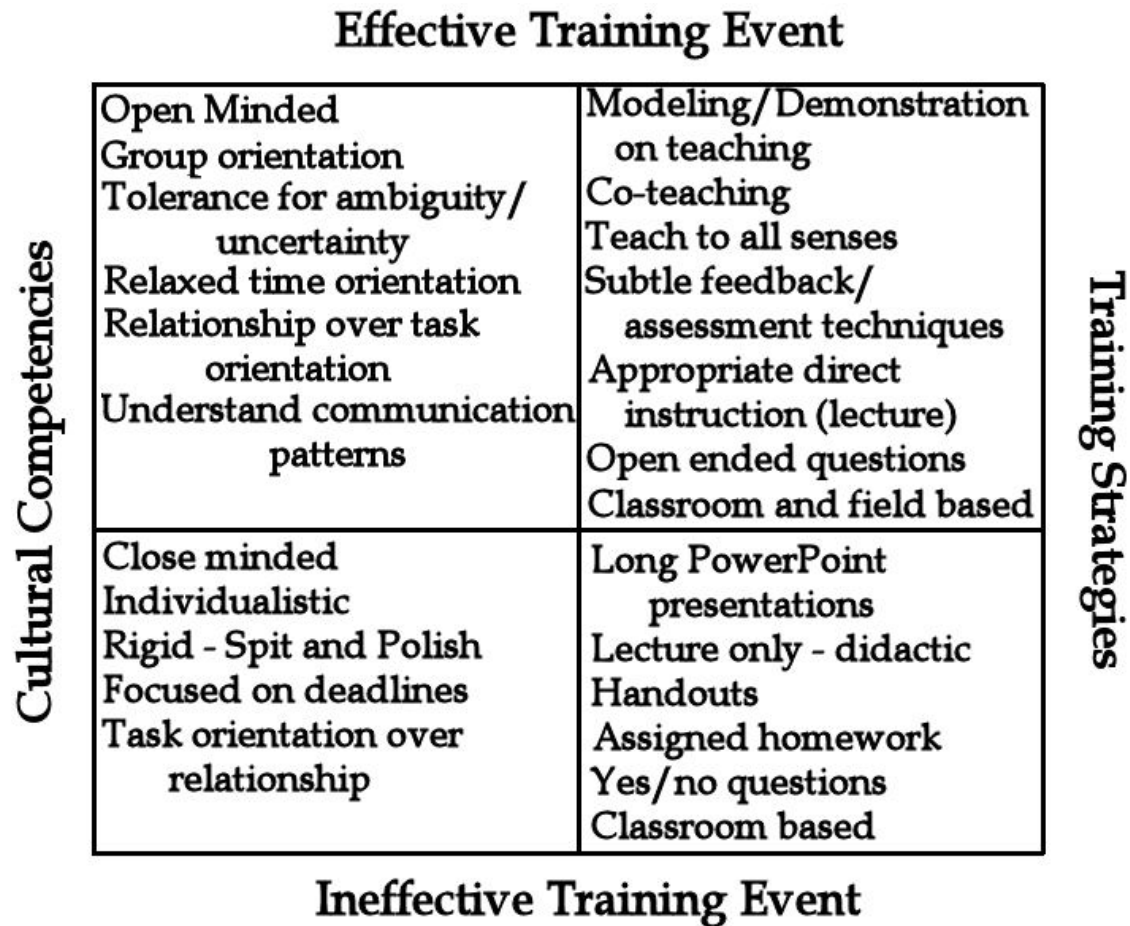 Effective Training Event
Cultural Competencies
Open Minded
Group orientation
Tolerance for ambiguity/
uncertainty
Relaxed time orientation
Relationship over task
orientation
Understand communication
patterns
Modeling/Demonstration
on teaching
Co-teaching
Teach to all senses
Subtle feedback/
assessment techniques
Appropriate direct
instruction (lecture)
Open ended questions
Classroom and field based
Training Strategies
Close minded
Individualistic
Rigid - Spit and Polish
Focused on deadlines
Task orientation over
relationship
Long PowerPoint
presentations
Lecture only - didactic
Handouts
Assigned homework
Yes/no questions
Classroom based
Ineffective Training Event